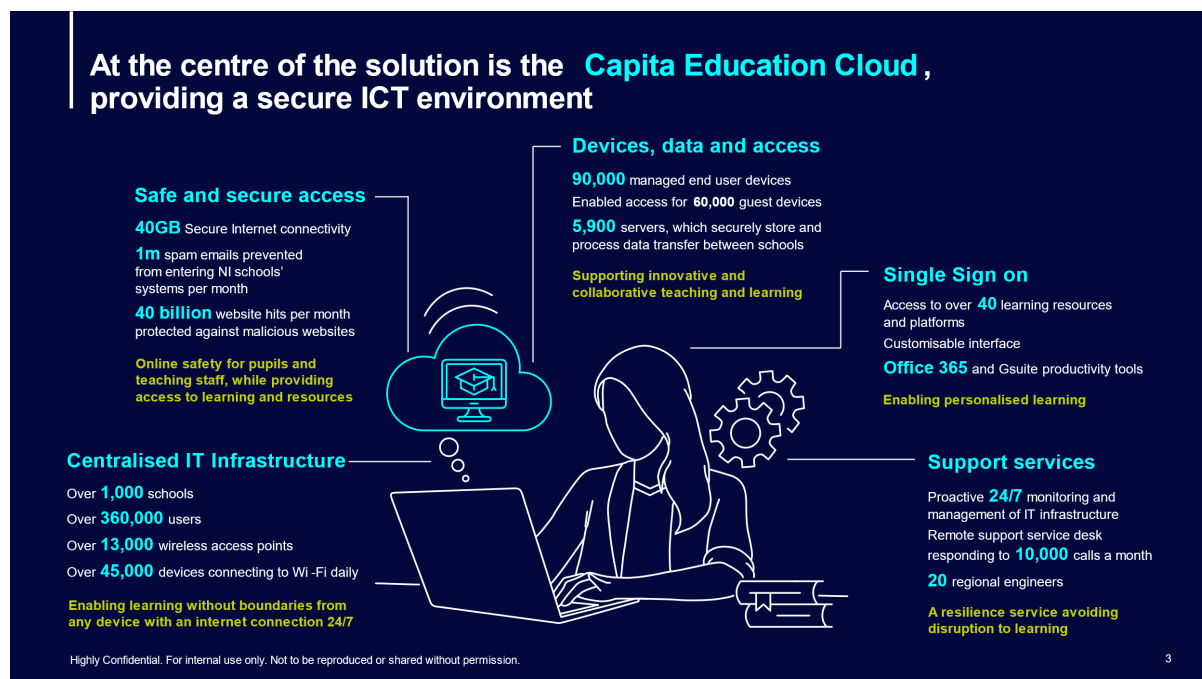 At the centre of the solution is the Capita Education Cloud,
providing a secure ICT environment
Safe and secure access
40GB Secure Internet connectivity
1m spam emails prevented
from entering NI schools'
systems per month
40 billion website hits per month
protected against malicious websites
Online safety for pupils and
teaching staff, while providing
access to learning and resources
Devices, data and access
90,000 managed end user devices
Enabled access for 60,000 guest devices
5,900 servers, which securely store and
process data transfer between schools
Supporting innovative and
collaborative teaching and learning
Single Sign on
Access to over 40 learning resources
and platforms
Customisable interface
Office 365 and Gsuite productivity tools
Enabling personalised learning
Centralised IT Infrastructure
Over 1,000 schools
Over 360,000 users
Over 13,000 wireless access points
Over 45,000 devices connecting to Wi -Fi daily
Enabling learning without boundaries from
any device with an internet connection 24/7
Support services
Proactive 24/7 monitoring and
management of IT infrastructure
Remote support service desk
responding to 10,000 calls a month
20 regional engineers
A resilience service avoiding
disruption to learning
Highly Confidential. For internal use only. Not to be reproduced or shared without permission.
3